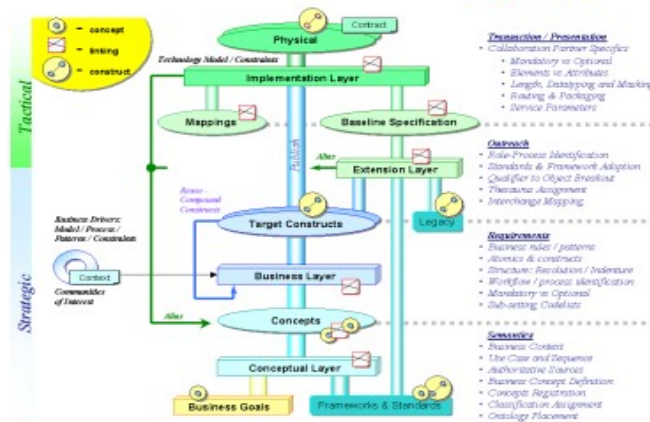 = concept
= linking
= construct
Tactical
Strategic
Physical
Contract
Technology Model / Constraints
Implementation Layer
Mappings
Baseline Specification
Publish
Alias
Extension Layer
Reuse -
Compound
Constructs
Target Constructs
Legacy
Business Drivers:
Model / Process /
Patterns / Constraints
Context
Communities
of Interest
Business Layer
Alias
Concepts
Conceptual Layer
Business Goals
Frameworks & Standards
Transaction / Presentation
• Collaboration Partner Specifics
• Mandatory vs Optional
• Elements vs Attributes
• Length, Datatyping and Masking
• Routing & Packaging
• Service Parameters
Outreach
• Role-Process Identification
• Standards & Framework Adoption
• Qualifier to Object Breakout
• Thesaurus Assignment
• Interchange Mapping
Requirements
• Business rules / patterns
• Atomics & constructs
• Structure: Resolution / Indenture
• Workflow / process identification
• Mandatory vs Optional
• Sub-setting Codelists
Semantics
• Business Context
• Use Case and Sequence
• Authoritative Sources
• Business Concept Definition
• Concepts Registration
• Classification Assignment
• Ontology Placement